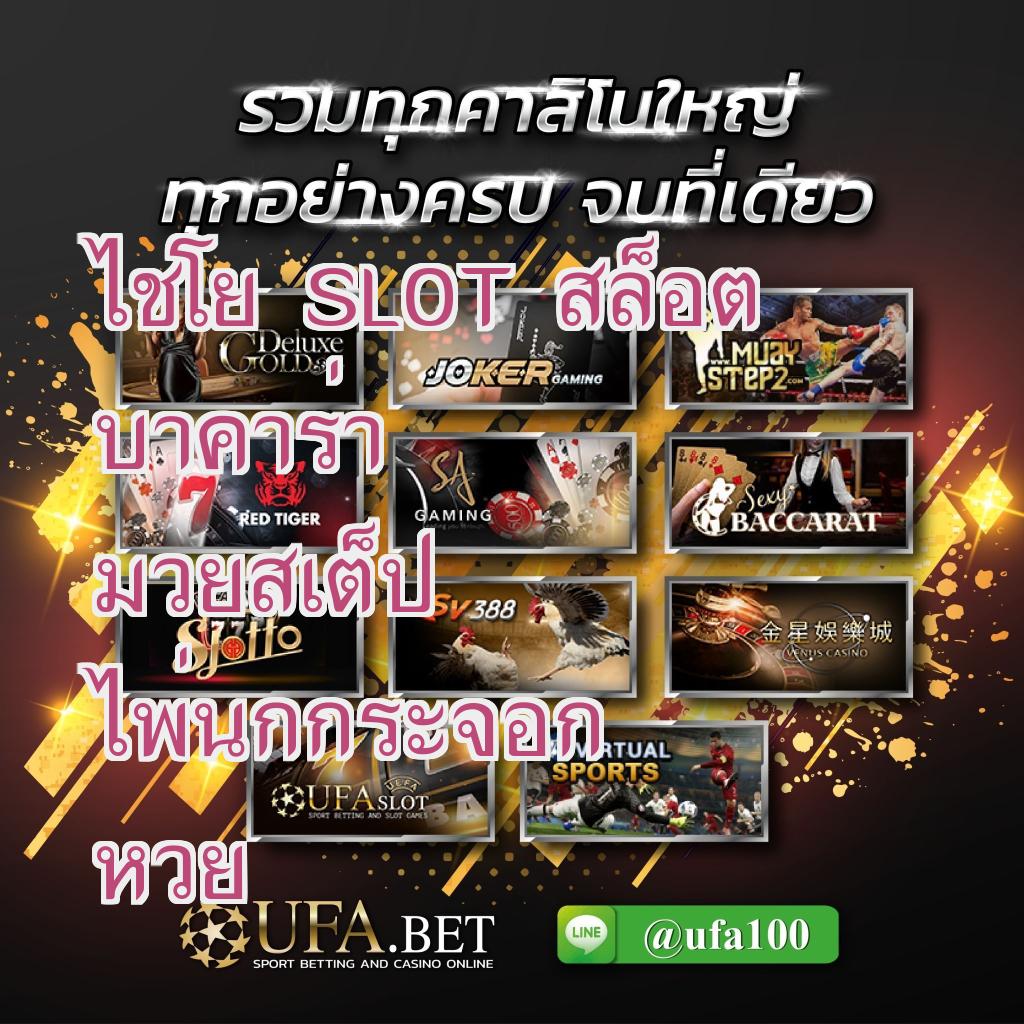 รวมทุกคาสิโนใหญ่
ทุกอย่างครบ จบที่เดียว
ไชโย SLOT สล็อต
Deluxe
GOLD
JOKER GAMING
WWW.MUAY
STEP2.COM
บาคาร่า
RED TIGER
SA
GAMING
Sexy
BACCARAT
มวยสเต็ป
Slotto
SV388
金星娛樂城
VENUS CASINO
ไพ่นกกระจอก
UEFA
UFA SLOT
SPORT BETTING AND SLOT GAMES
VIRTUAL
SPORTS
หวย
UFA.BET
SPORT BETTING AND CASINO ONLINE
LINE
@ufa100